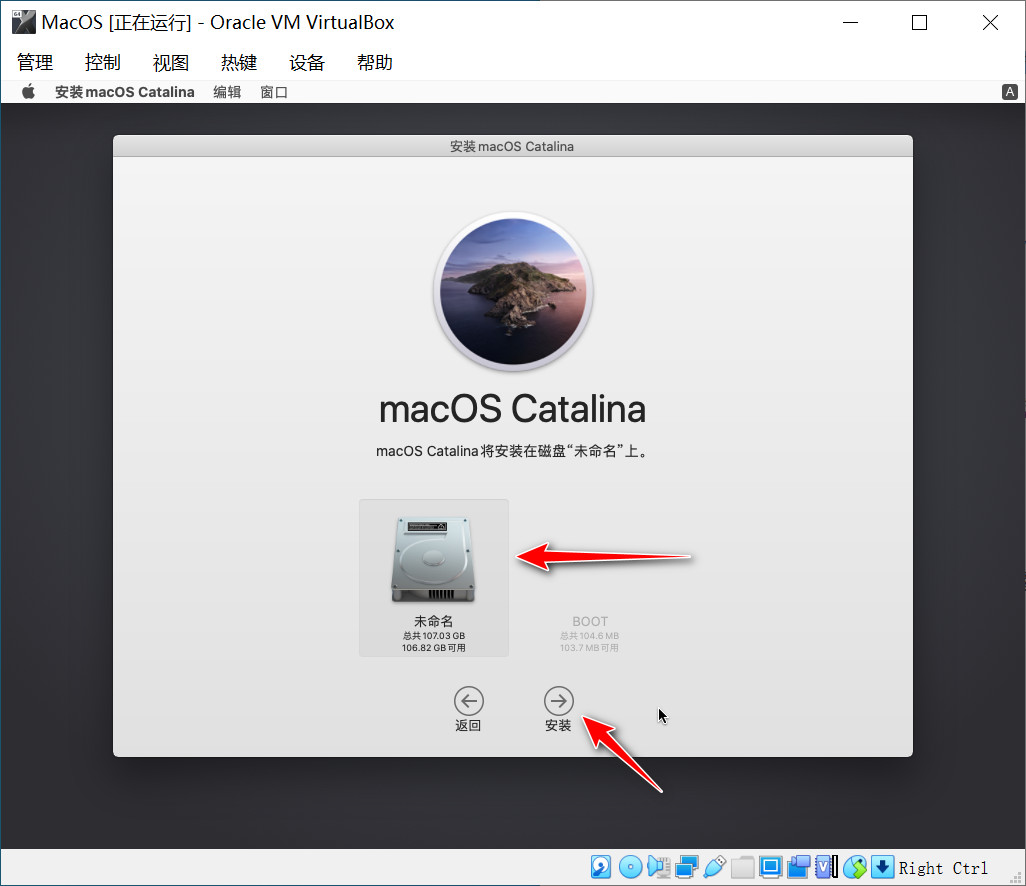 MacOS [正在运行] - Oracle VM VirtualBox
管理 控制 视图 热键 设备 帮助
安装macOS Catalina 编辑 窗口 A
安装macOS Catalina
macOS Catalina
macOS Catalina将安装在磁盘“未命名”上。
未命名
总共107.03 GB
106.82 GB可用
BOOT
总共104.6 MB
103.7 MB可用
返回 安装
Right Ctrl